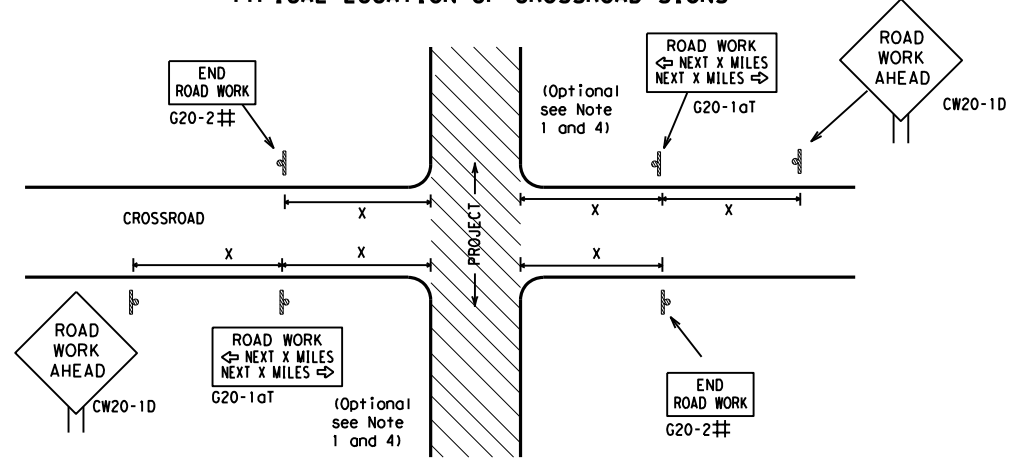 TYPICAL LOCATION OF CROSSROAD SIGNS
END
ROAD WORK
G20-2#
(Optional
see Note
1 and 4)
ROAD WORK
⇦ NEXT X MILES
NEXT X MILES ⇨
G20-1aT
ROAD
WORK
AHEAD
CW20-1D
CROSSROAD
X
X
X
PROJECT
X
X
X
ROAD
WORK
AHEAD
CW20-1D
ROAD WORK
⇦ NEXT X MILES
NEXT X MILES ⇨
G20-1aT
(Optional
see Note
1 and 4)
END
ROAD WORK
G20-2#